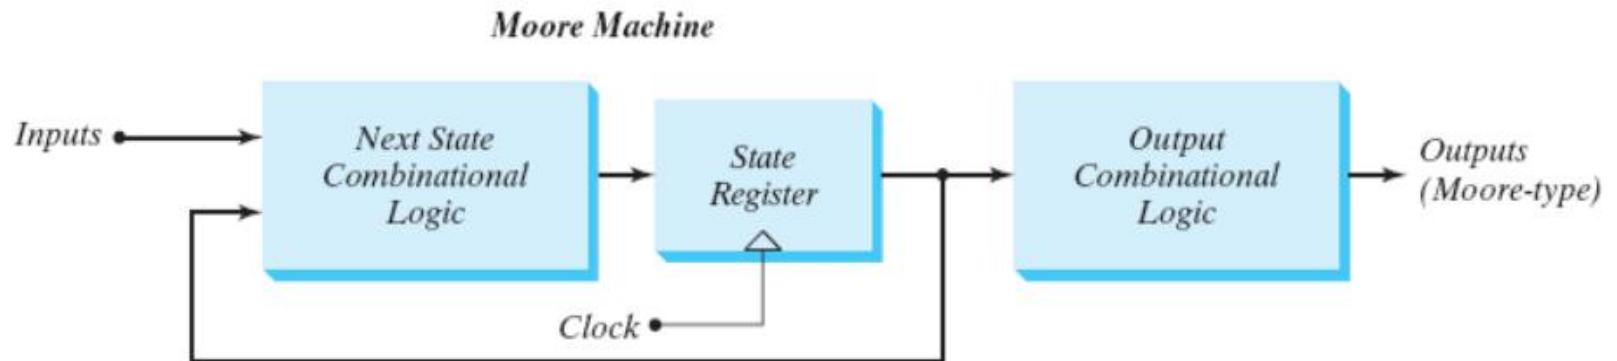 Moore Machine
Inputs
Next State
Combinational
Logic
State
Register
Output
Combinational
Logic
Outputs
(Moore-type)
Clock